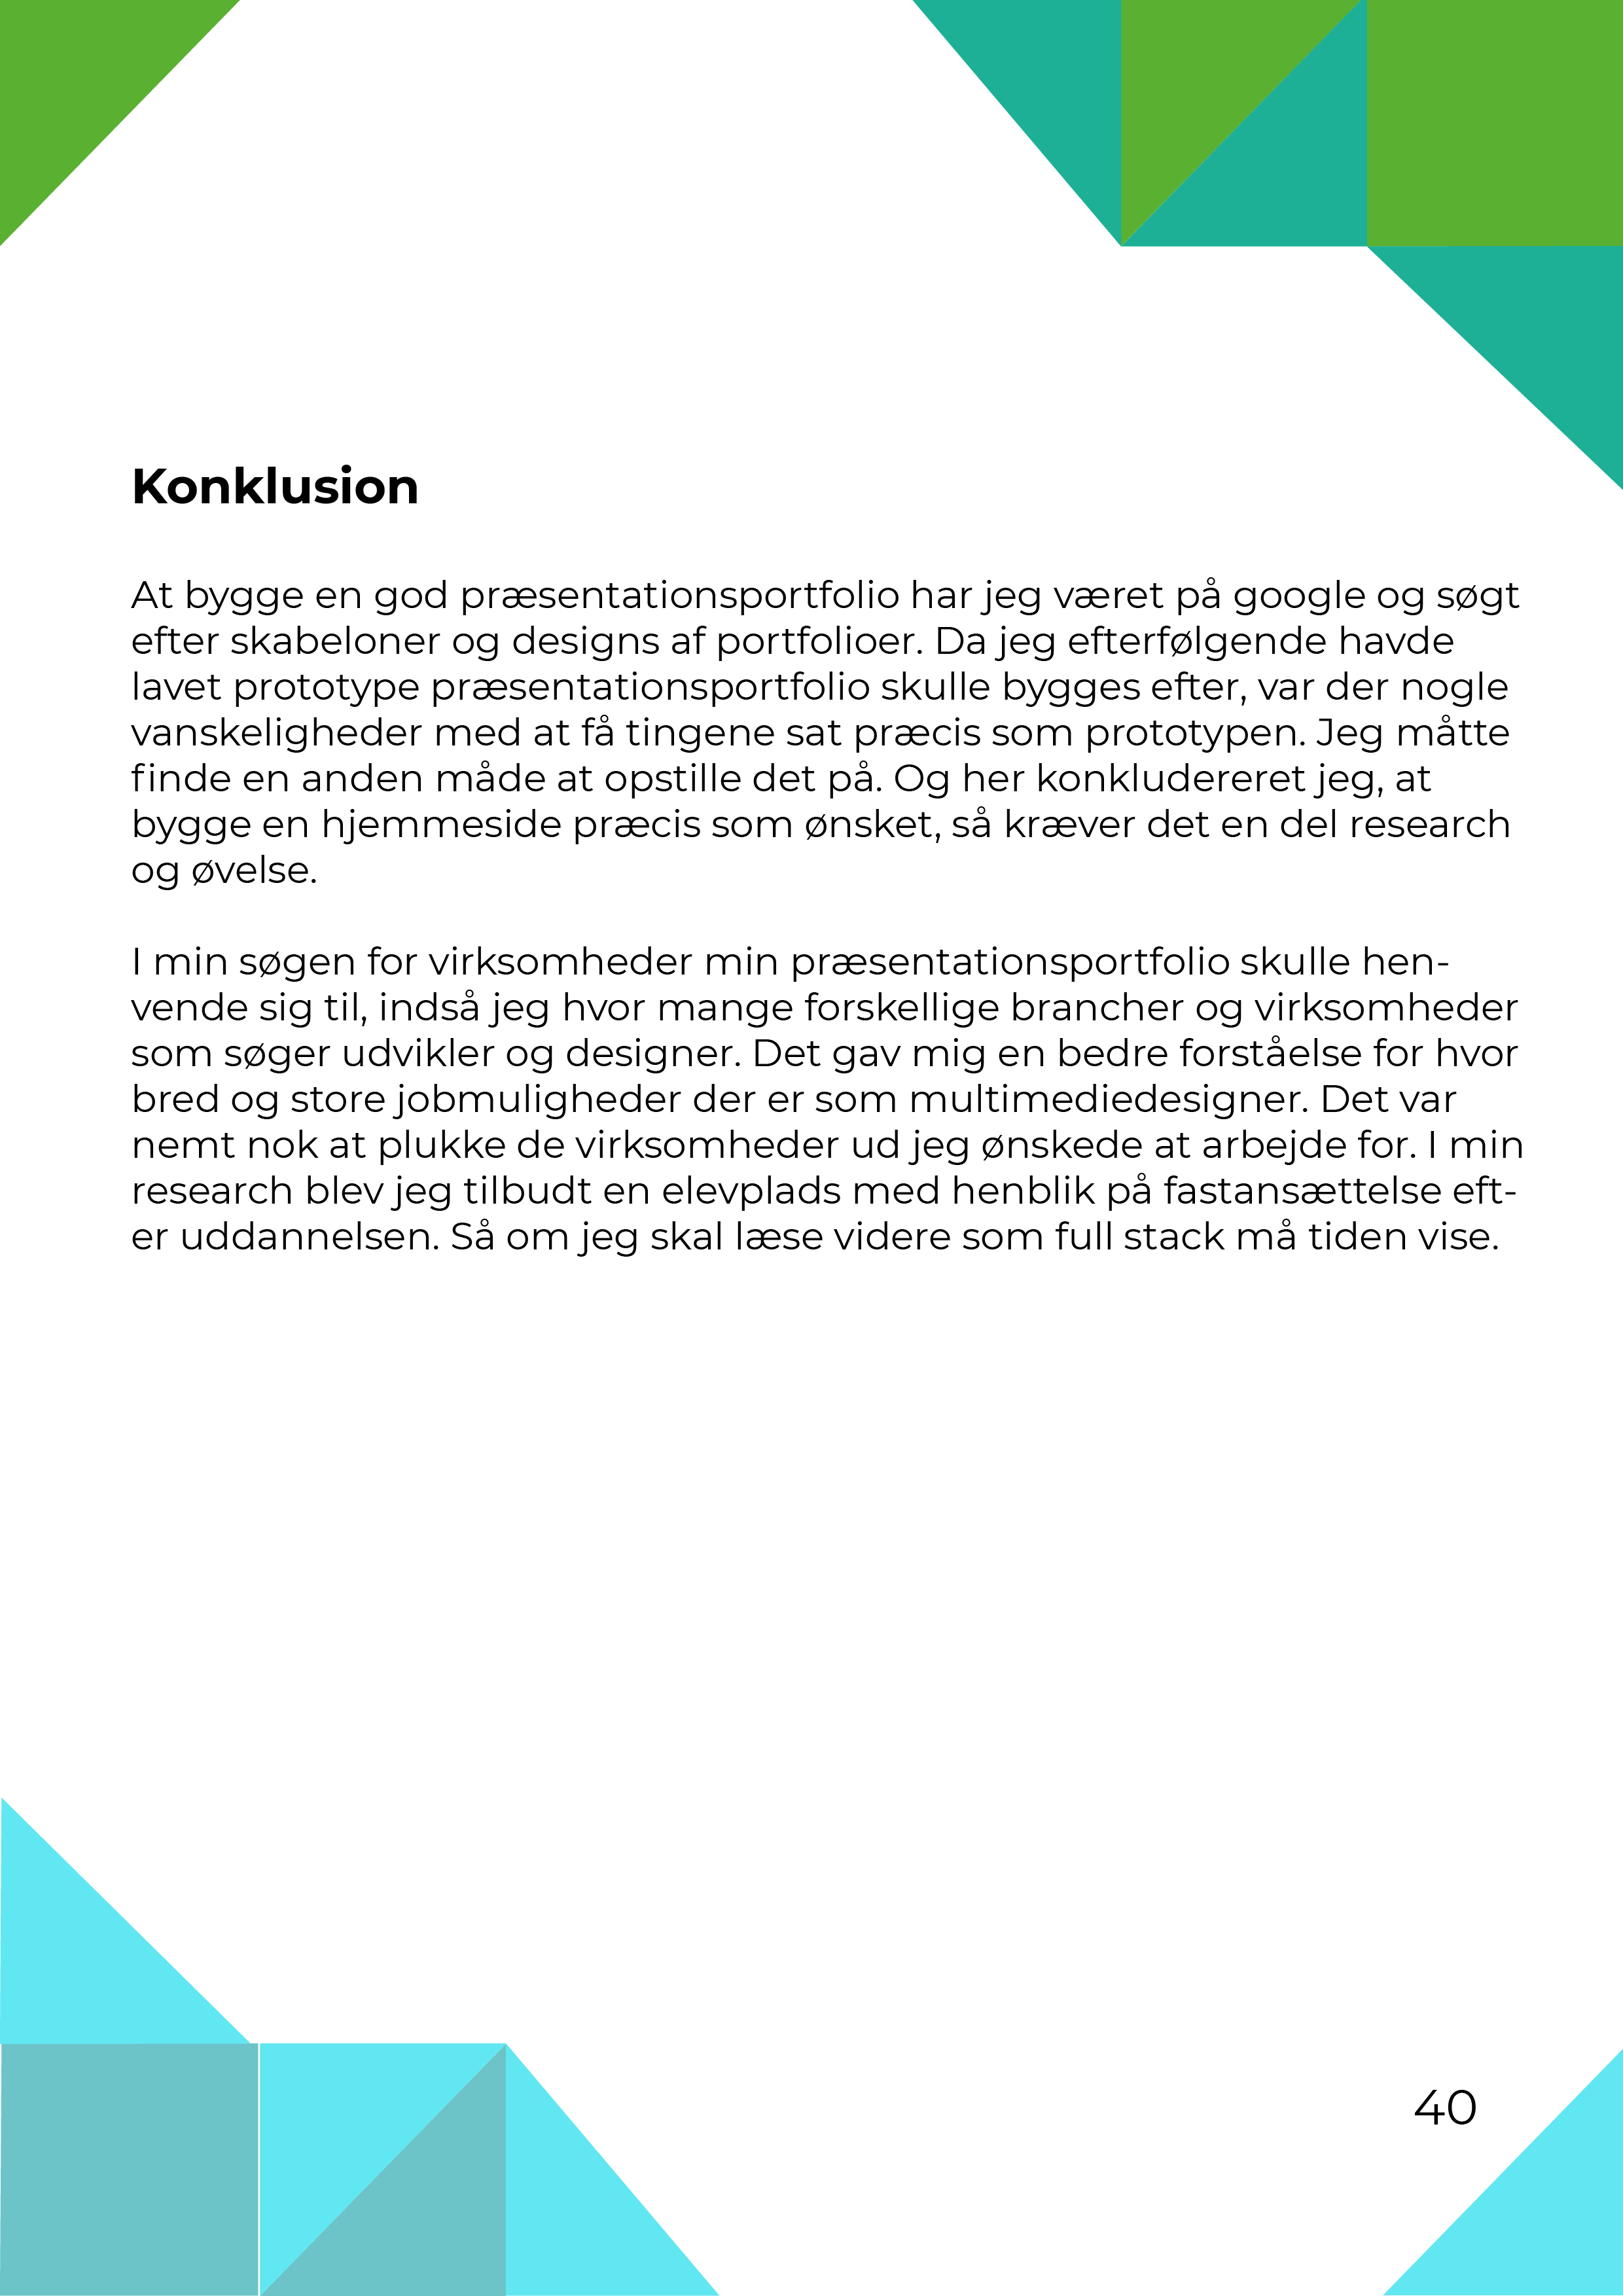 Konklusion
At bygge en god præsentationsportfolio har jeg været på google og søgt
efter skabeloner og designs af portfolioer. Da jeg efterfølgende havde
lavet prototype præsentationsportfolio skulle bygges efter, var der nogle
vanskeligheder med at få tingene sat præcis som prototypen. Jeg måtte
finde en anden måde at opstille det på. Og her konkludereret jeg, at
bygge en hjemmeside præcis som ønsket, så kræver det en del research
og øvelse.
I min søgen for virksomheder min præsentationsportfolio skulle hen-
vende sig til, indså jeg hvor mange forskellige brancher og virksomheder
som søger udvikler og designer. Det gav mig en bedre forståelse for hvor
bred og store jobmuligheder der er som multimediedesigner. Det var
nemt nok at plukke de virksomheder ud jeg ønskede at arbejde for. I min
research blev jeg tilbudt en elevplads med henblik på fastansættelse eft-
er uddannelsen. Så om jeg skal læse videre som full stack må tiden vise.
40